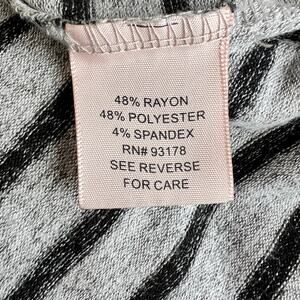 48% RAYON
48% POLYESTER
4% SPANDEX
RN# 93178
SEE REVERSE
FOR CARE